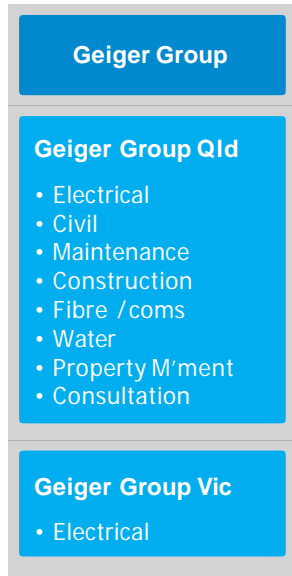 Geiger Group
Geiger Group Qld
• Electrical
• Civil
• Maintenance
• Construction
• Fibre /coms
• Water
• Property M’ment
• Consultation
Geiger Group Vic
• Electrical